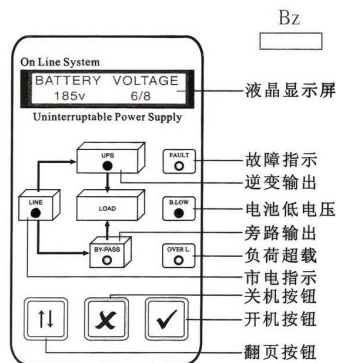 Bz
On Line System
BATTERY VOLTAGE
185v 6/8
液晶显示屏
Uninterruptable Power Supply
UPS
FAULT
故障指示
逆变输出
LINE
LOAD
B.LOW
电池低电压
旁路输出
BY-PASS
OVER L.
负荷超载
市电指示
关机按钮
开机按钮
翻页按钮